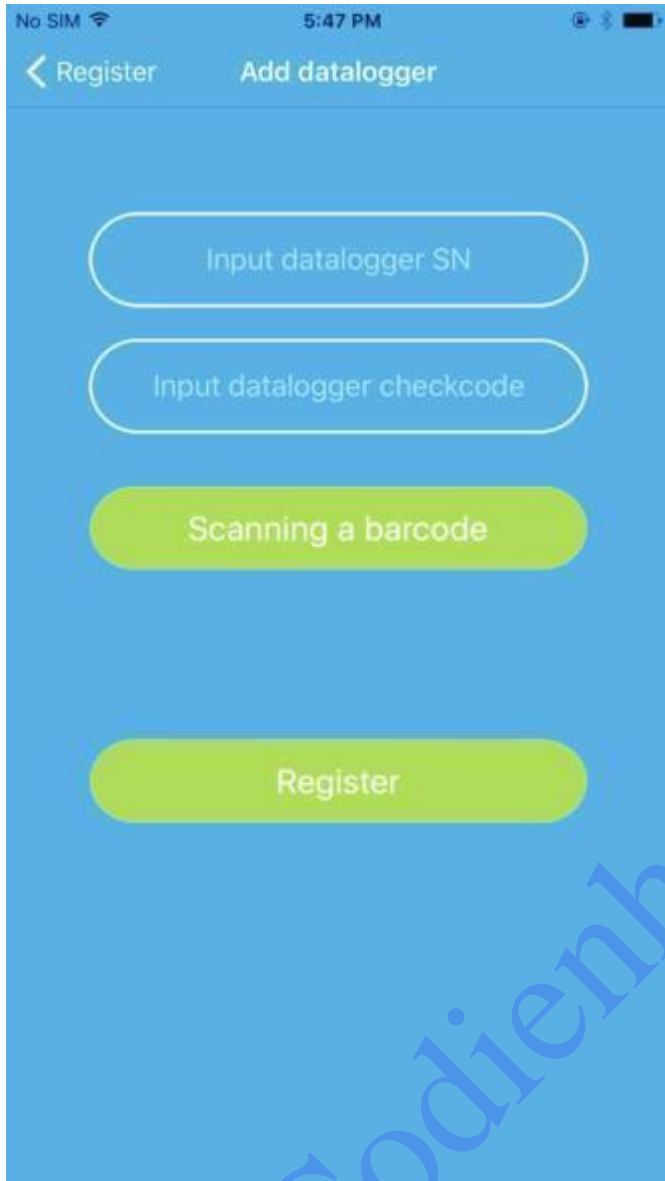 No SIM 5:47 PM
Register Add datalogger
Input datalogger SN
Input datalogger checkcode
Scanning a barcode
Register